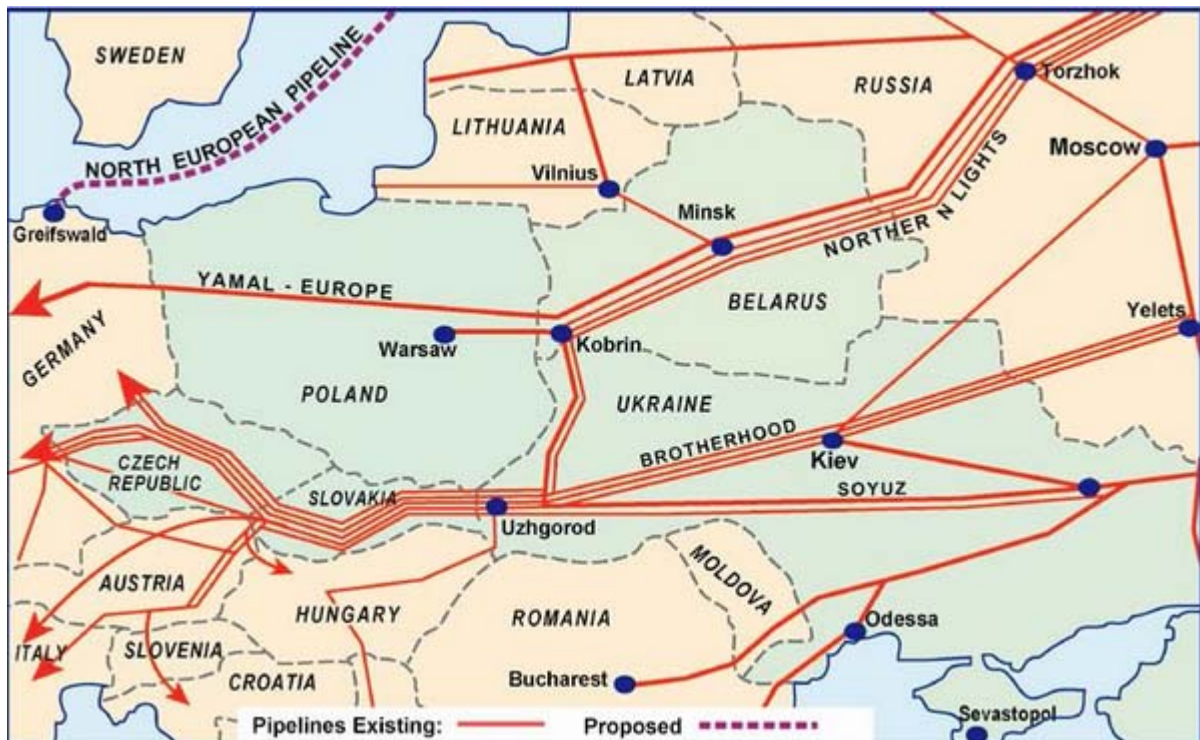 SWEDEN
NORTH EUROPEAN PIPELINE
LATVIA
RUSSIA
Torzhok
LITHUANIA
Moscow
Vilnius
Greifswald
Minsk
NORTHER N LIGHTS
YAMAL - EUROPE
BELARUS
Yelets
GERMANY
Warsaw
Kobrin
POLAND
UKRAINE
BROTHERHOOD
Kiev
CZECH
REPUBLIC
SLOVAKIA
SOYUZ
Uzhgorod
AUSTRIA
MOLDOVA
HUNGARY
ROMANIA
Odessa
ITALY
SLOVENIA
CROATIA
Bucharest
Sevastopol
Pipelines Existing:
Proposed